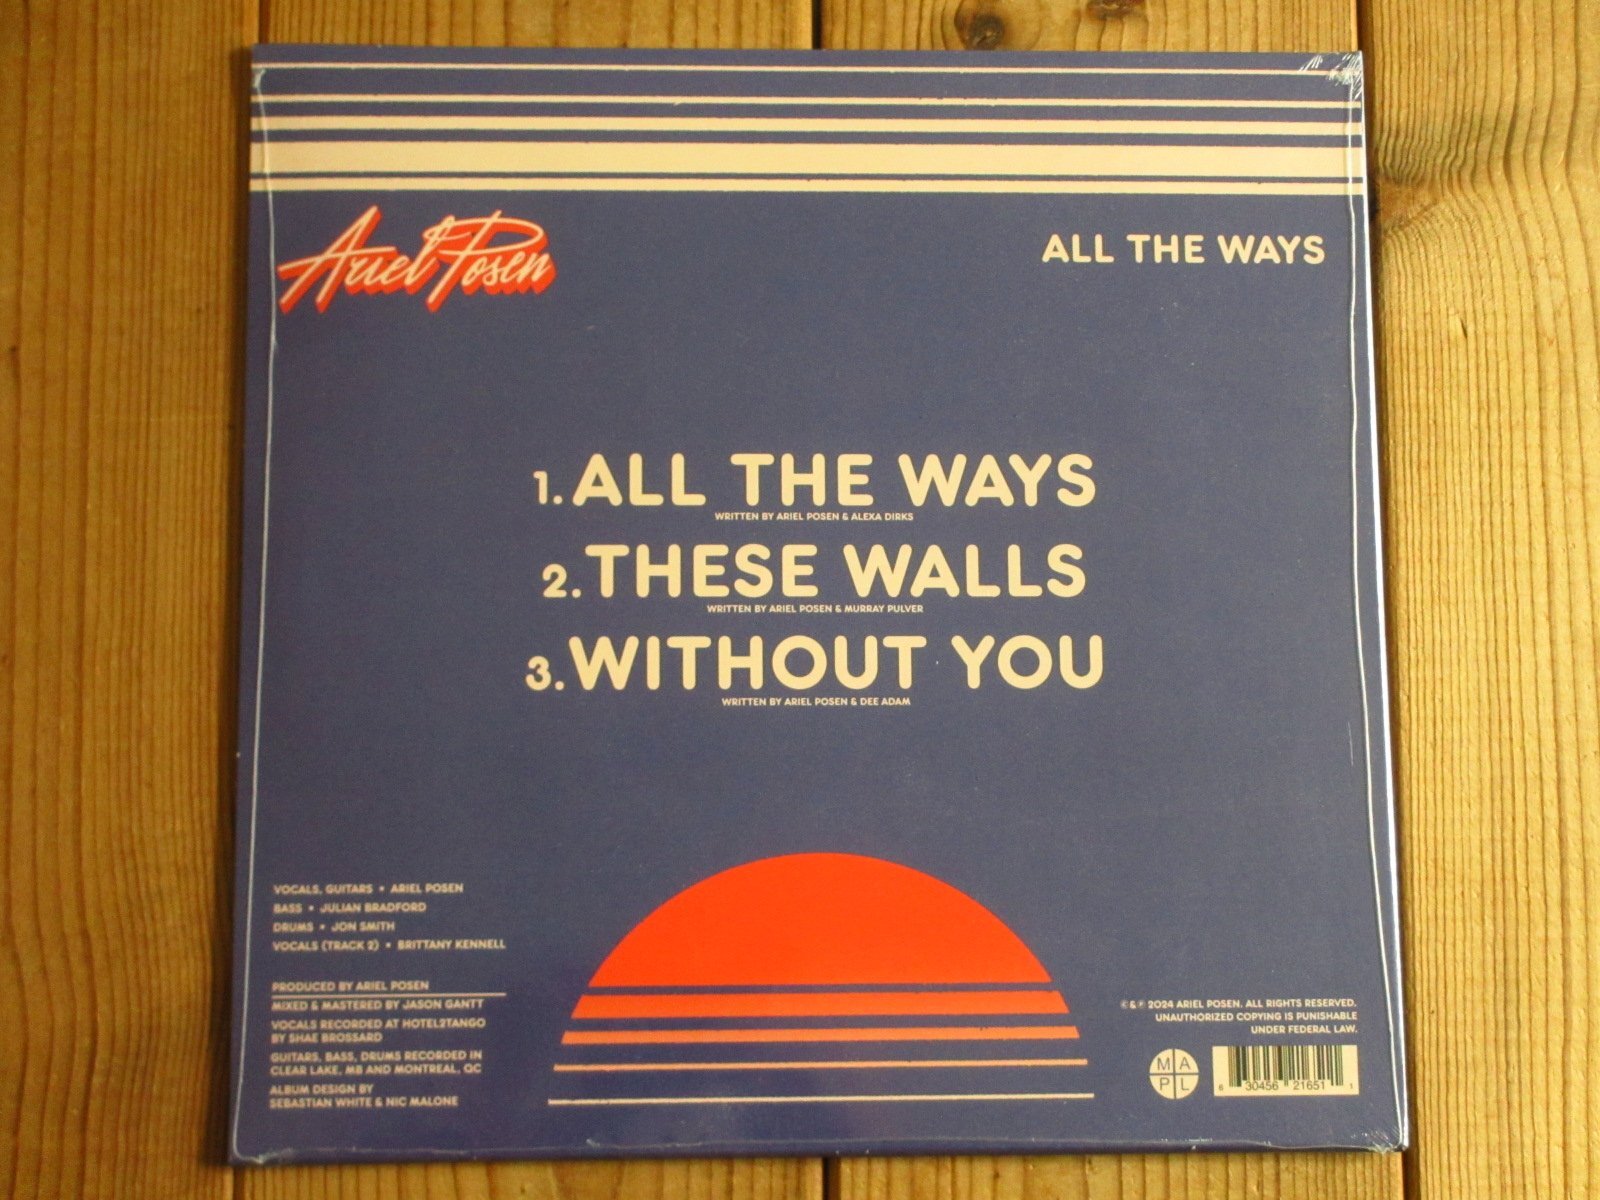 Ariel Posen
ALL THE WAYS
1. ALL THE WAYS
WRITTEN BY ARIEL POSEN & ALEXA DIRKS
2. THESE WALLS
WRITTEN BY ARIEL POSEN & MURRAY PULVER
3. WITHOUT YOU
WRITTEN BY ARIEL POSEN & DEE ADAM
VOCALS, GUITARS • ARIEL POSEN
BASS • JULIAN BRADFORD
DRUMS • JON SMITH
VOCALS (TRACK 2) • BRITTANY KENNELL
PRODUCED BY ARIEL POSEN
MIXED & MASTERED BY JASON GANTT
VOCALS RECORDED AT HOTEL2TANGO
BY SHAE BROSSARD
GUITARS, BASS, DRUMS RECORDED IN
CLEAR LAKE, MB AND MONTREAL, QC
ALBUM DESIGN BY
SEBASTIAN WHITE & NIC MALONE
© & ℗ 2024 ARIEL POSEN. ALL RIGHTS RESERVED.
UNAUTHORIZED COPYING IS PUNISHABLE
UNDER FEDERAL LAW.
M A
P L
6 30456 21651 1